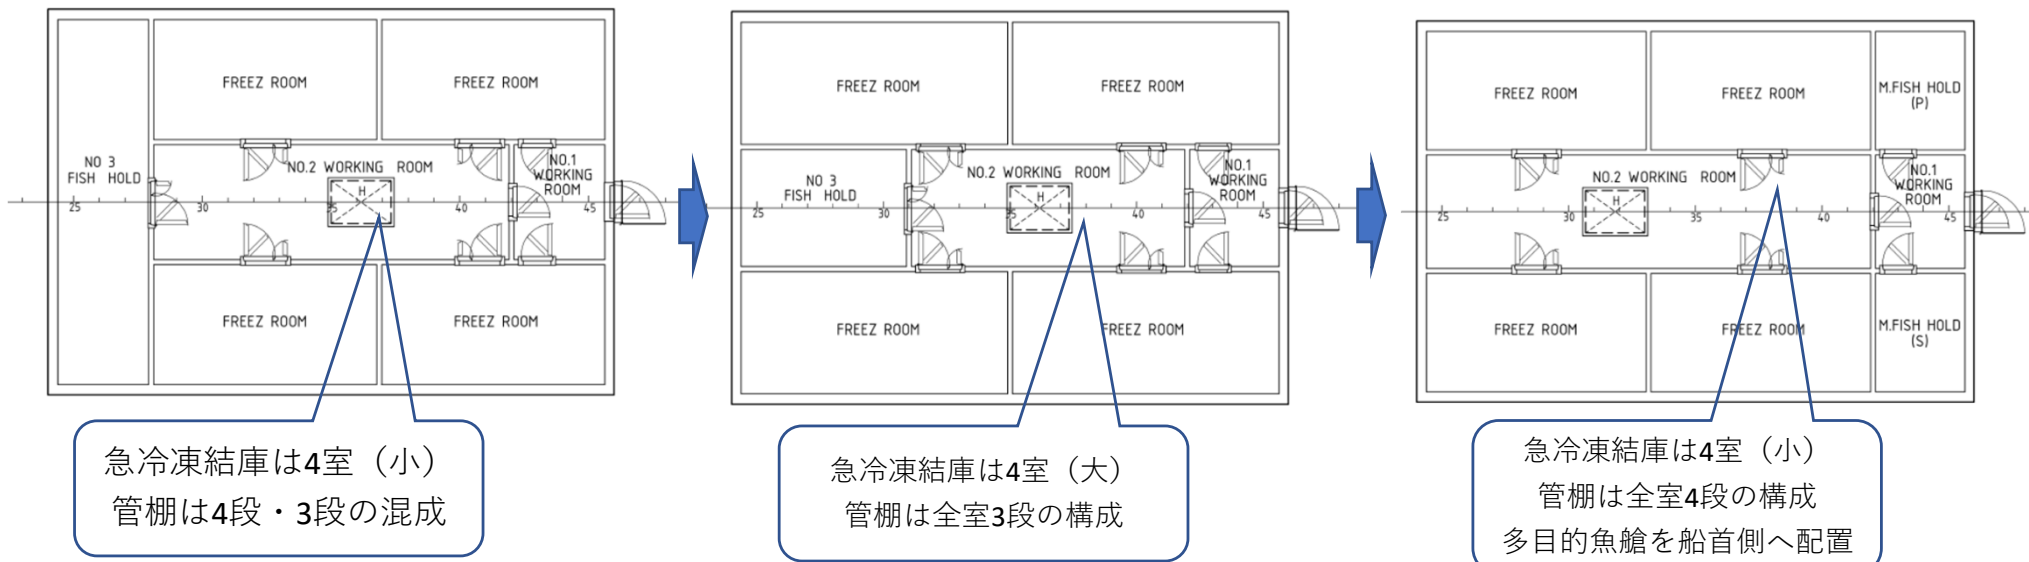 FREEZ ROOM
FREEZ ROOM
NO 3
FISH HOLD
NO.2 WORKING ROOM
NO.1
WORKING
ROOM
H
25
30
35
40
45
FREEZ ROOM
FREEZ ROOM
急冷凍結庫は4室（小）
管棚は4段・3段の混成
FREEZ ROOM
FREEZ ROOM
NO 3
FISH HOLD
NO.2 WORKING ROOM
NO.1
WORKING
ROOM
H
25
30
35
40
45
FREEZ ROOM
FREEZ ROOM
急冷凍結庫は4室（大）
管棚は全室3段の構成
FREEZ ROOM
FREEZ ROOM
M.FISH HOLD
(P)
NO.2 WORKING ROOM
NO.1
WORKING
ROOM
H
25
30
35
40
45
FREEZ ROOM
FREEZ ROOM
M.FISH HOLD
(S)
急冷凍結庫は4室（小）
管棚は全室4段の構成
多目的魚艙を船首側へ配置